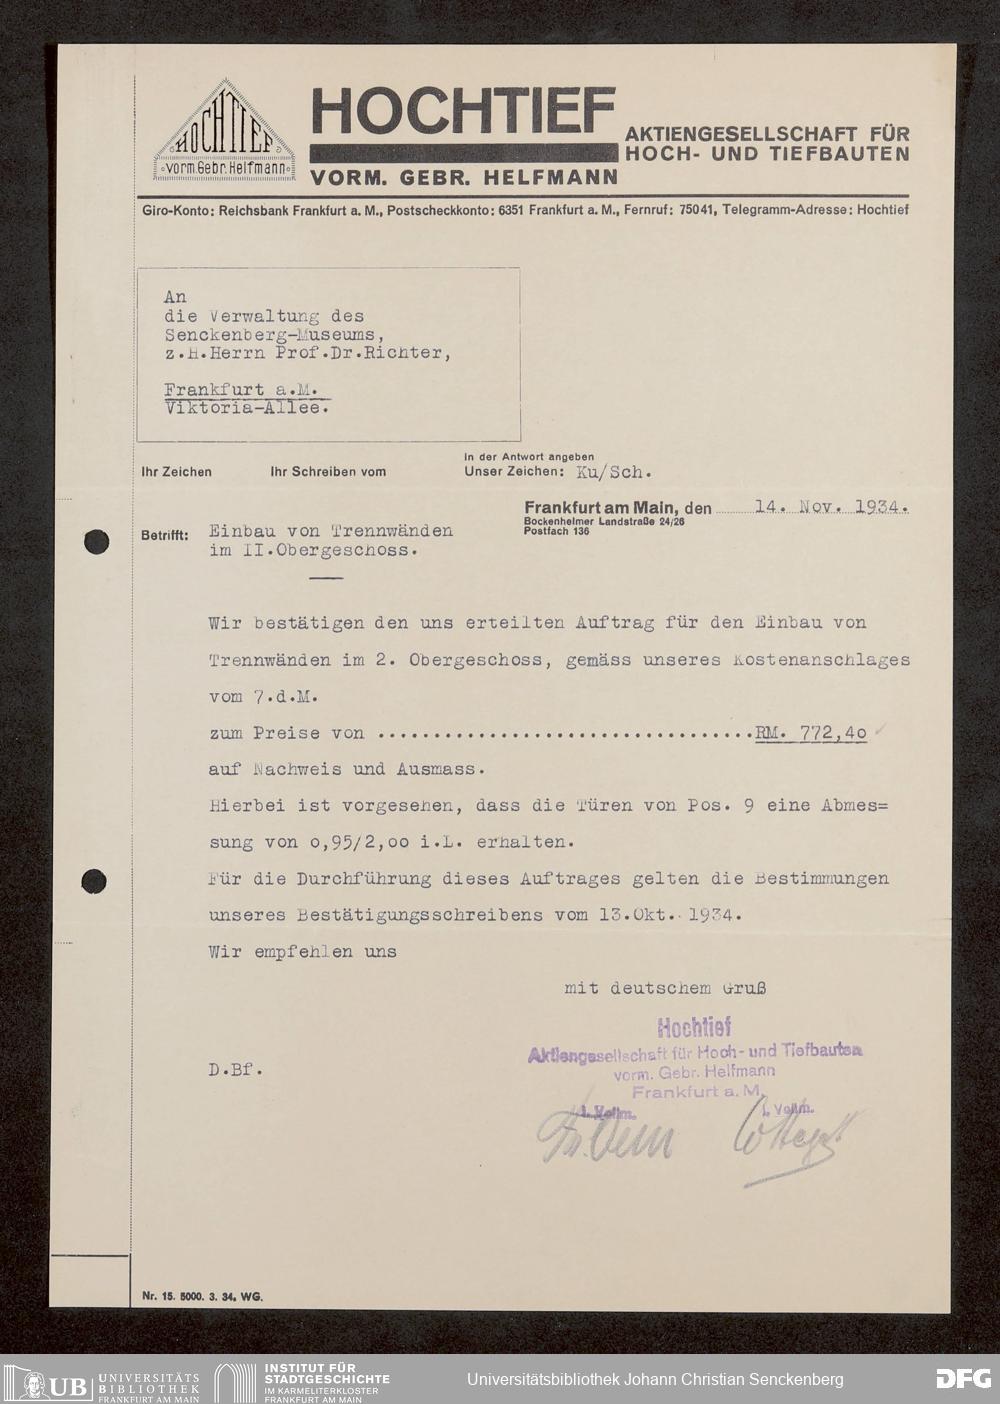 HOCHTIEF
vorm. Gebr. Helfmann
HOCHTIEF
AKTIENGESELLSCHAFT FÜR
HOCH- UND TIEFBAUTEN
VORM. GEBR. HELFMANN
Giro-Konto: Reichsbank Frankfurt a. M., Postscheckkonto: 6351 Frankfurt a. M., Fernruf: 75041, Telegramm-Adresse: Hochtief
An
die Verwaltung des
Senckenberg-Museums,
z.H.Herrn Prof.Dr.Richter,
Frankfurt a.M.
Viktoria-Allee.
Ihr Zeichen Ihr Schreiben vom
In der Antwort angeben
Unser Zeichen: Ku/Sch.
Frankfurt am Main, den 14. Nov. 1934.
Bockenheimer Landstraße 24/26
Postfach 136
Betrifft: Einbau von Trennwänden
im II.Obergeschoss.
Wir bestätigen den uns erteilten Auftrag für den Einbau von
Trennwänden im 2. Obergeschoss, gemäss unseres Kostenanschlages
vom 7.d.M.
zum Preise von ..................................RM. 772,4o
auf Nachweis und Ausmass.
Hierbei ist vorgesehen, dass die Türen von Pos. 9 eine Abmes=
sung von o,95/2,oo i.L. erhalten.
Für die Durchführung dieses Auftrages gelten die Bestimmungen
unseres Bestätigungsschreibens vom 13.Okt. 1934.
Wir empfehlen uns
mit deutschem Gruß
Hochtief
Aktiengesellschaft für Hoch- und Tiefbauten
vorm. Gebr. Helfmann
Frankfurt a. M.
D.Bf.
i. Vollm. i. Vollm.
Nr. 15. 5000. 3. 34. WG.
UB UNIVERSITÄTS
BIBLIOTHEK
FRANKFURT AM MAIN
INSTITUT FÜR
STADTGESCHICHTE
IM KARMELITERKLOSTER
FRANKFURT AM MAIN
Universitätsbibliothek Johann Christian Senckenberg
DFG